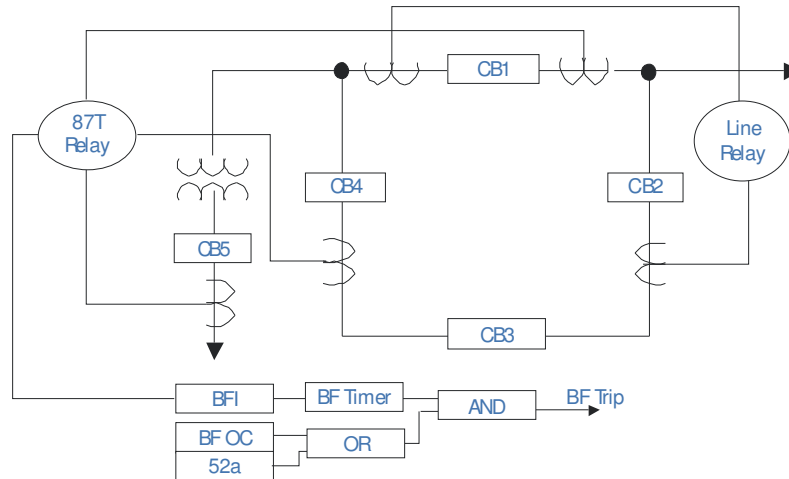 CB1
87T
Relay
Line
Relay
CB4
CB2
CB5
CB3
BFI
BF Timer
AND
BF Trip
BF OC
OR
52a